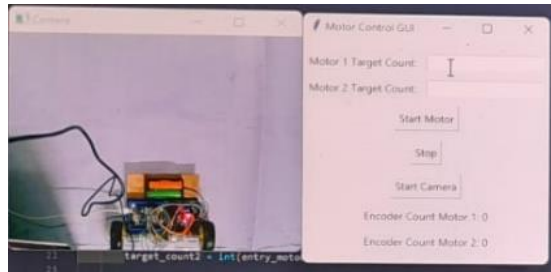 Camera
Motor Control GUI
Motor 1 Target Count:
Motor 2 Target Count:
Start Motor
Stop
Start Camera
Encoder Count Motor 1: 0
Encoder Count Motor 2: 0
21 target_count2 = int(entry_moto